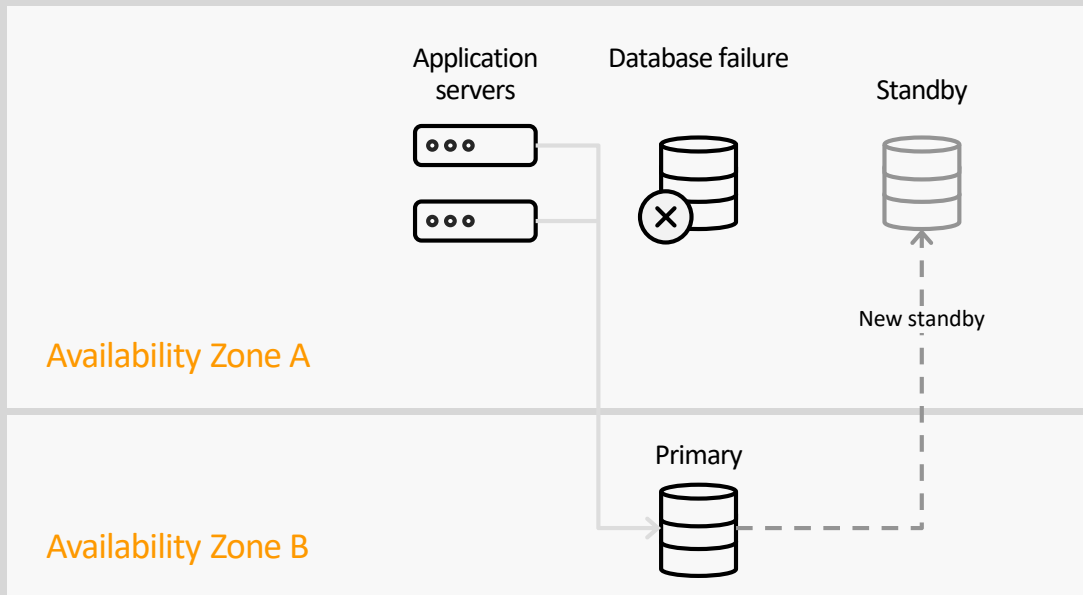 Application
servers
Database failure
Standby
New standby
Availability Zone A
Primary
Availability Zone B